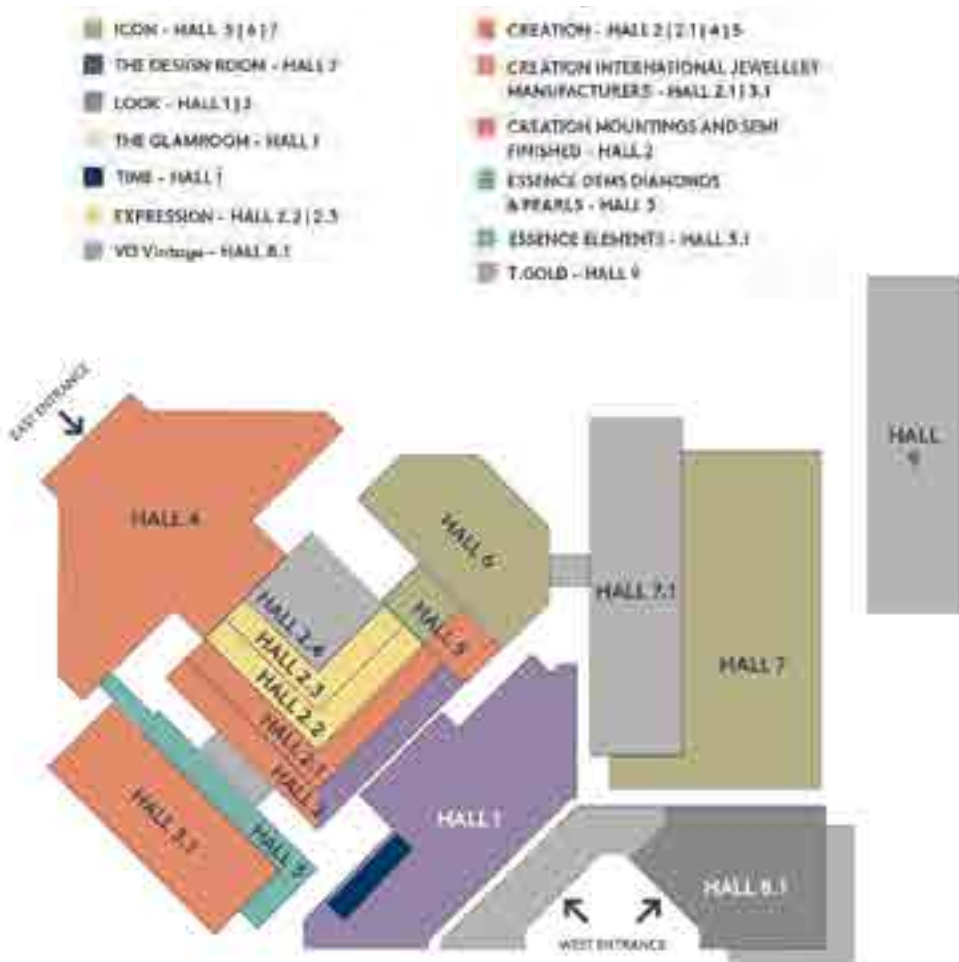 ICON - HALL 5 | 6 | 7
THE DESIGN ROOM - HALL 7
LOOK - HALL 1 | 3
THE GLAMROOM - HALL 1
TIME - HALL 1
EXPRESSION - HALL 2.2 | 2.3
VO Vintage - HALL 8.1
CREATION - HALL 2 | 2.1 | 4 | 5
CREATION INTERNATIONAL JEWELLERY
MANUFACTURERS - HALL 2.1 | 3.1
CREATION MOUNTINGS AND SEMI
FINISHED - HALL 2
ESSENCE GEMS DIAMONDS
& PEARLS - HALL 3
ESSENCE ELEMENTS - HALL 3.1
T.GOLD - HALL 9
EAST ENTRANCE
HALL 4
HALL 6
HALL 5
HALL 2.4
HALL 2.3
HALL 2.2
HALL 2.1
HALL 2
HALL 3.1
HALL 3
HALL 1
HALL 7.1
HALL 7
HALL 9
HALL 8.1
WEST ENTRANCE